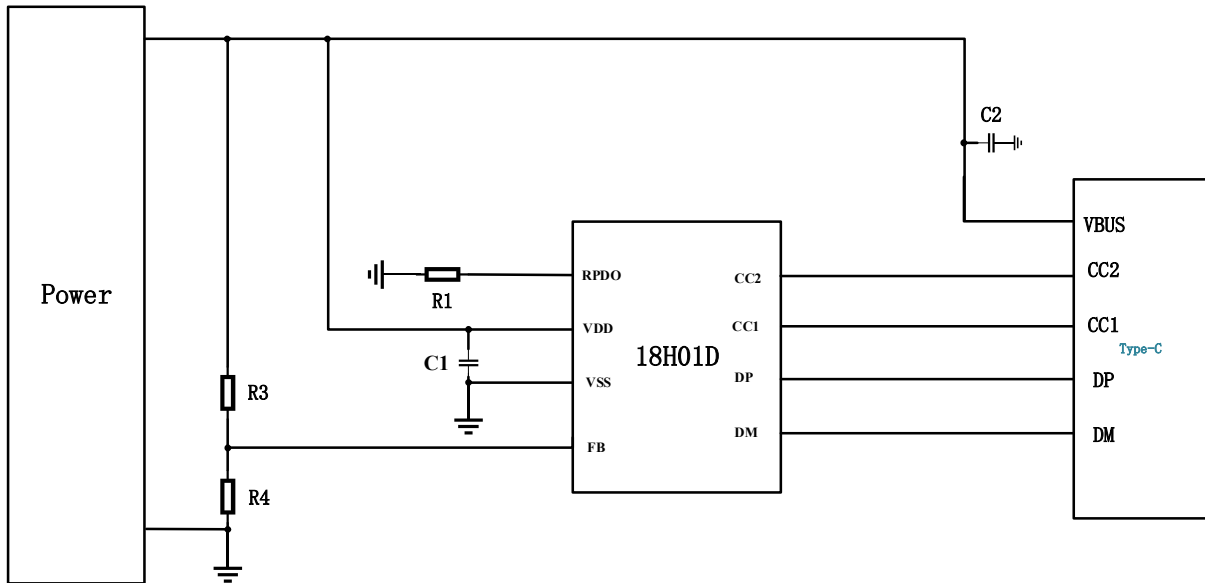 Power
R3
R4
R1
C1
RPDO
VDD
VSS
FB
18H01D
CC2
CC1
DP
DM
C2
VBUS
CC2
CC1
Type-C
DP
DM